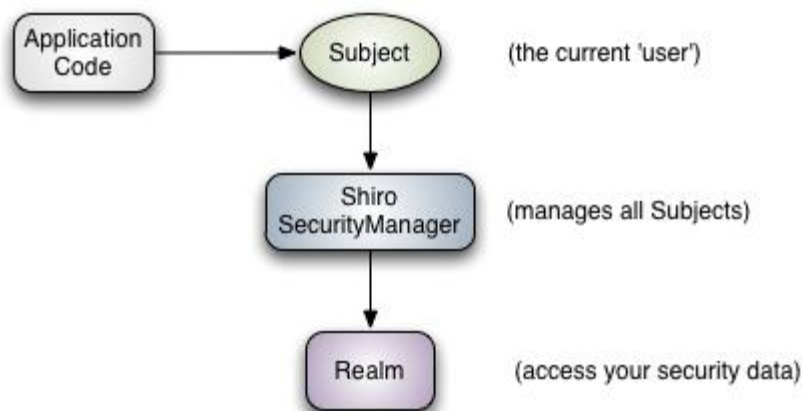 Application
Code
Subject
(the current 'user')
Shiro
SecurityManager
(manages all Subjects)
Realm
(access your security data)